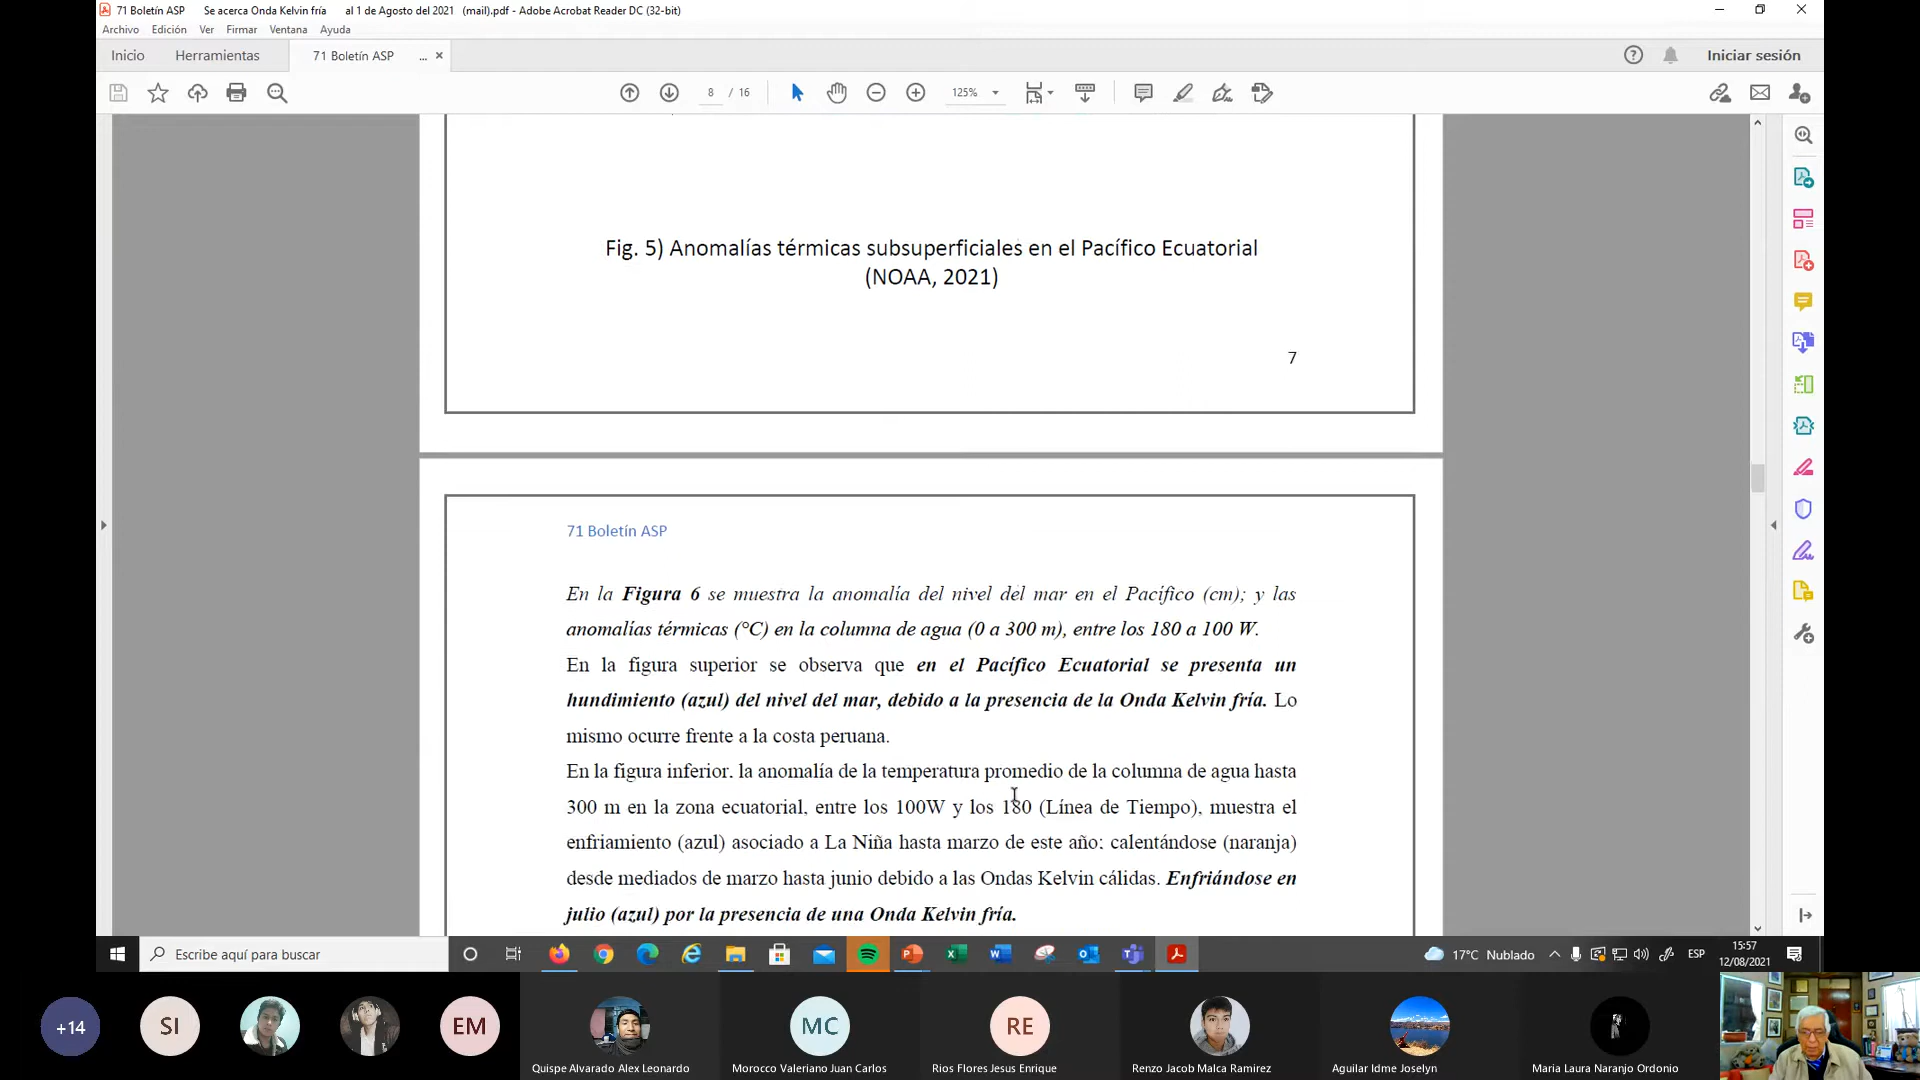 71 Boletín ASP Se acerca Onda Kelvin fría al 1 de Agosto del 2021 (mail).pdf - Adobe Acrobat Reader DC (32-bit)
Archivo Edición Ver Firmar Ventana Ayuda
Inicio Herramientas 71 Boletín ASP ... × Iniciar sesión
8 / 16 125%
Fig. 5) Anomalías térmicas subsuperficiales en el Pacífico Ecuatorial
(NOAA, 2021)
7
71 Boletín ASP
En la Figura 6 se muestra la anomalía del nivel del mar en el Pacífico (cm); y las
anomalías térmicas (°C) en la columna de agua (0 a 300 m), entre los 180 a 100 W.
En la figura superior se observa que en el Pacífico Ecuatorial se presenta un
hundimiento (azul) del nivel del mar, debido a la presencia de la Onda Kelvin fría. Lo
mismo ocurre frente a la costa peruana.
En la figura inferior, la anomalía de la temperatura promedio de la columna de agua hasta
300 m en la zona ecuatorial, entre los 100W y los 180 (Línea de Tiempo), muestra el
enfriamiento (azul) asociado a La Niña hasta marzo de este año; calentándose (naranja)
desde mediados de marzo hasta junio debido a las Ondas Kelvin cálidas. Enfriándose en
julio (azul) por la presencia de una Onda Kelvin fría.
Escribe aquí para buscar 17°C Nublado ESP 15:57
12/08/2021
+14 SI EM MC RE
Quispe Alvarado Alex Leonardo Morocco Valeriano Juan Carlos Rios Flores Jesus Enrique Renzo Jacob Malca Ramirez Aguilar Idme Joselyn Maria Laura Naranjo Ordonio